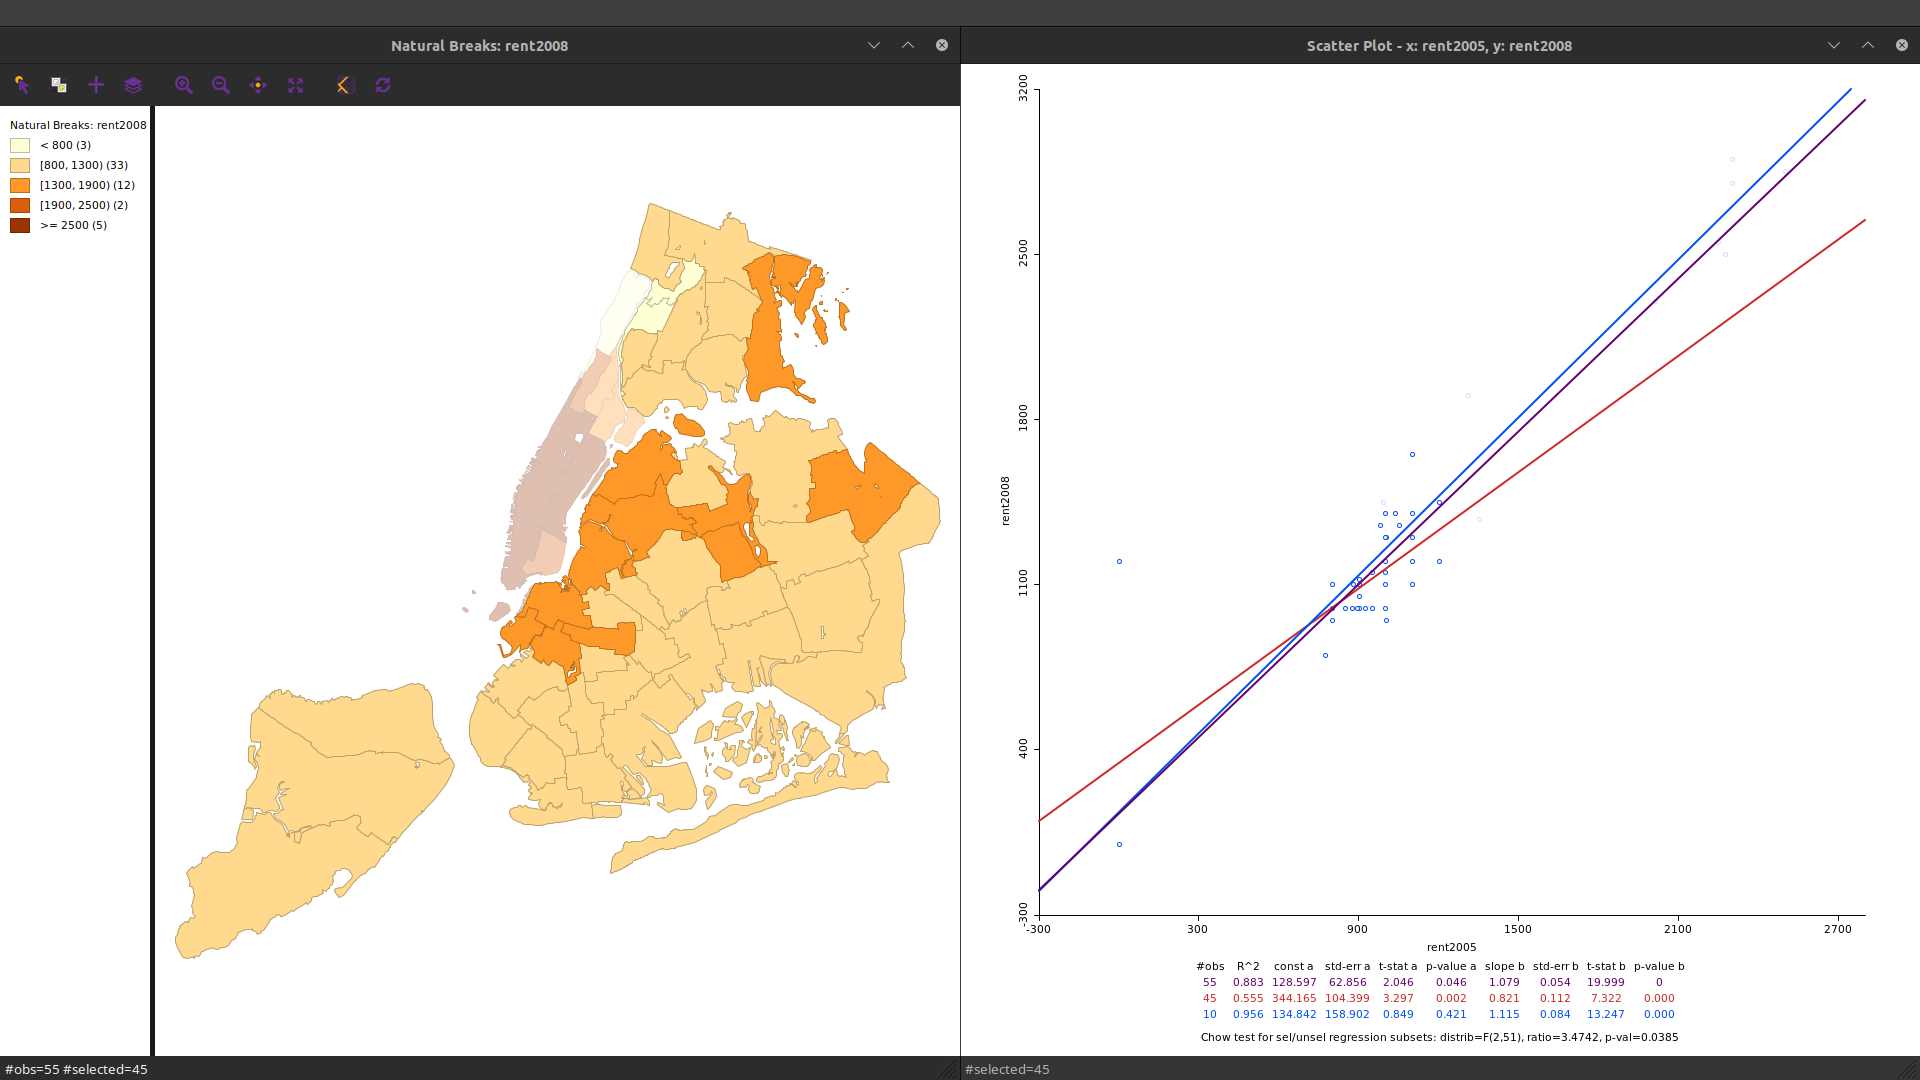 Natural Breaks: rent2008
Natural Breaks: rent2008
< 800 (3)
[800, 1300) (33)
[1300, 1900) (12)
[1900, 2500) (2)
>= 2500 (5)
#obs=55 #selected=45
Scatter Plot - x: rent2005, y: rent2008
3200
2500
1800
1100
400
-300
rent2008
-300 300 900 1500 2100 2700
rent2005
#obs R^2 const a std-err a t-stat a p-value a slope b std-err b t-stat b p-value b
55 0.883 128.597 62.856 2.046 0.046 1.079 0.054 19.999 0
45 0.555 344.165 104.399 3.297 0.002 0.821 0.112 7.322 0.000
10 0.956 134.842 158.902 0.849 0.421 1.115 0.084 13.247 0.000
Chow test for sel/unsel regression subsets: distrib=F(2,51), ratio=3.4742, p-val=0.0385
#selected=45